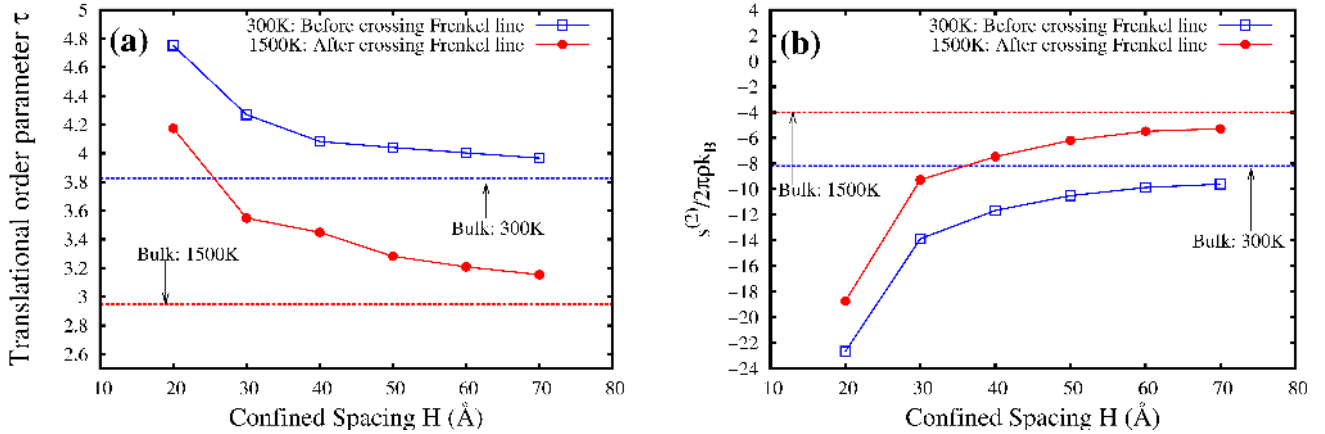 (a)
300K: Before crossing Frenkel line
1500K: After crossing Frenkel line
Translational order parameter τ
4.8
4.6
4.4
4.2
4
3.8
3.6
3.4
3.2
3
2.8
2.6
Bulk: 300K
Bulk: 1500K
10 20 30 40 50 60 70 80
Confined Spacing H (Å)
(b)
300K: Before crossing Frenkel line
1500K: After crossing Frenkel line
s(2)/2πρkB
4
2
0
−2
−4
−6
−8
−10
−12
−14
−16
−18
−20
−22
−24
Bulk: 1500K
Bulk: 300K
10 20 30 40 50 60 70 80
Confined Spacing H (Å)